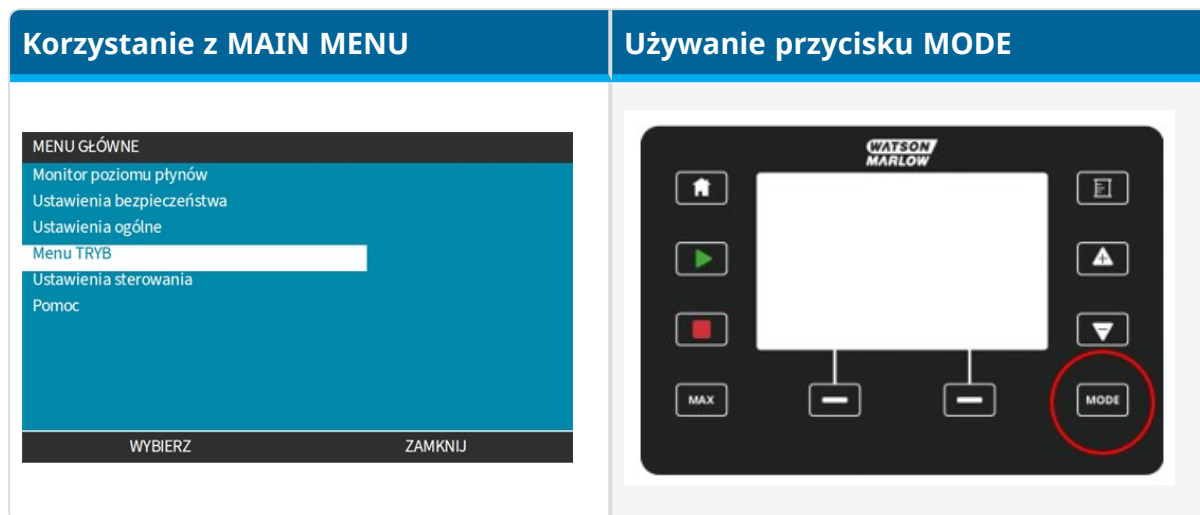 Korzystanie z MAIN MENU
Używanie przycisku MODE
MENU GŁÓWNE
Monitor poziomu płynów
Ustawienia bezpieczeństwa
Ustawienia ogólne
Menu TRYB
Ustawienia sterowania
Pomoc
WYBIERZ ZAMKNIJ
WATSON
MARLOW
MAX
MODE